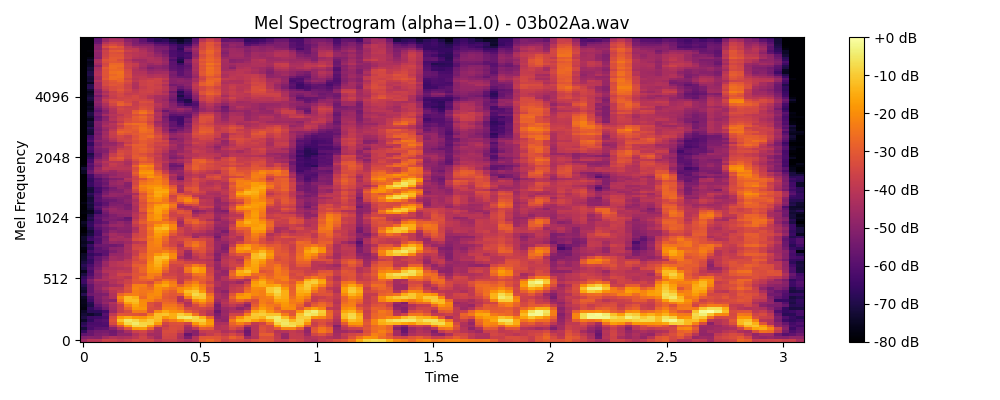 Mel Spectrogram (alpha=1.0) - 03b02Aa.wav
Mel Frequency
4096
2048
1024
512
0
0
0.5
1
1.5
2
2.5
3
Time
+0 dB
-10 dB
-20 dB
-30 dB
-40 dB
-50 dB
-60 dB
-70 dB
-80 dB